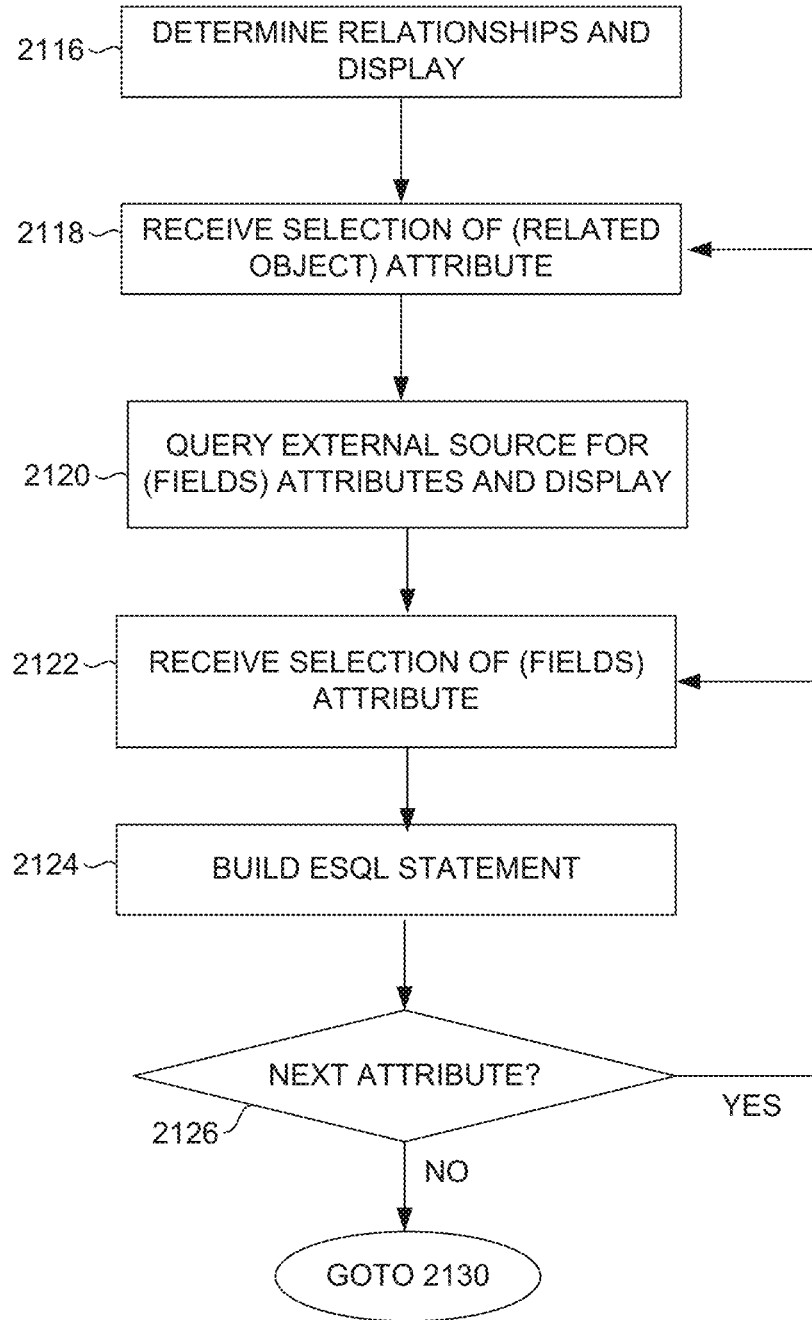 2116
DETERMINE RELATIONSHIPS AND
DISPLAY
2118
RECEIVE SELECTION OF (RELATED
OBJECT) ATTRIBUTE
2120
QUERY EXTERNAL SOURCE FOR
(FIELDS) ATTRIBUTES AND DISPLAY
2122
RECEIVE SELECTION OF (FIELDS)
ATTRIBUTE
2124
BUILD ESQL STATEMENT
NEXT ATTRIBUTE?
YES
2126
NO
GOTO 2130